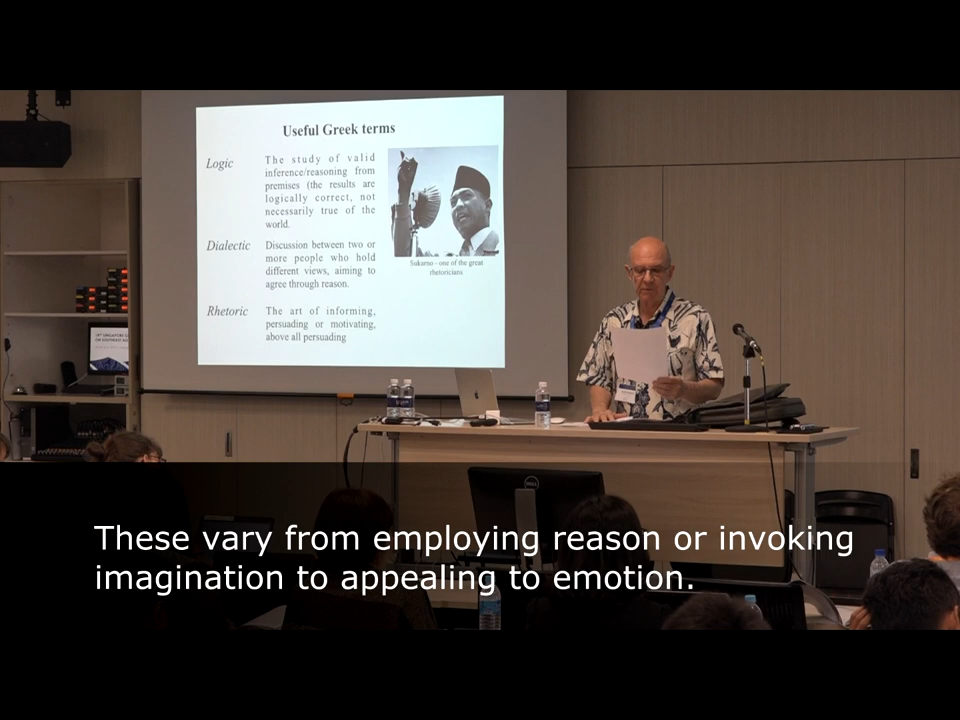 Useful Greek terms
Logic
The study of valid
inference/reasoning from
premises (the results are
logically correct, not
necessarily true of the
world.
Sukarno - one of the great
rhetoricians
Dialectic
Discussion between two or
more people who hold
different views, aiming to
agree through reason.
Rhetoric
The art of informing,
persuading or motivating,
above all persuading
DELL
These vary from employing reason or invoking
imagination to appealing to emotion.